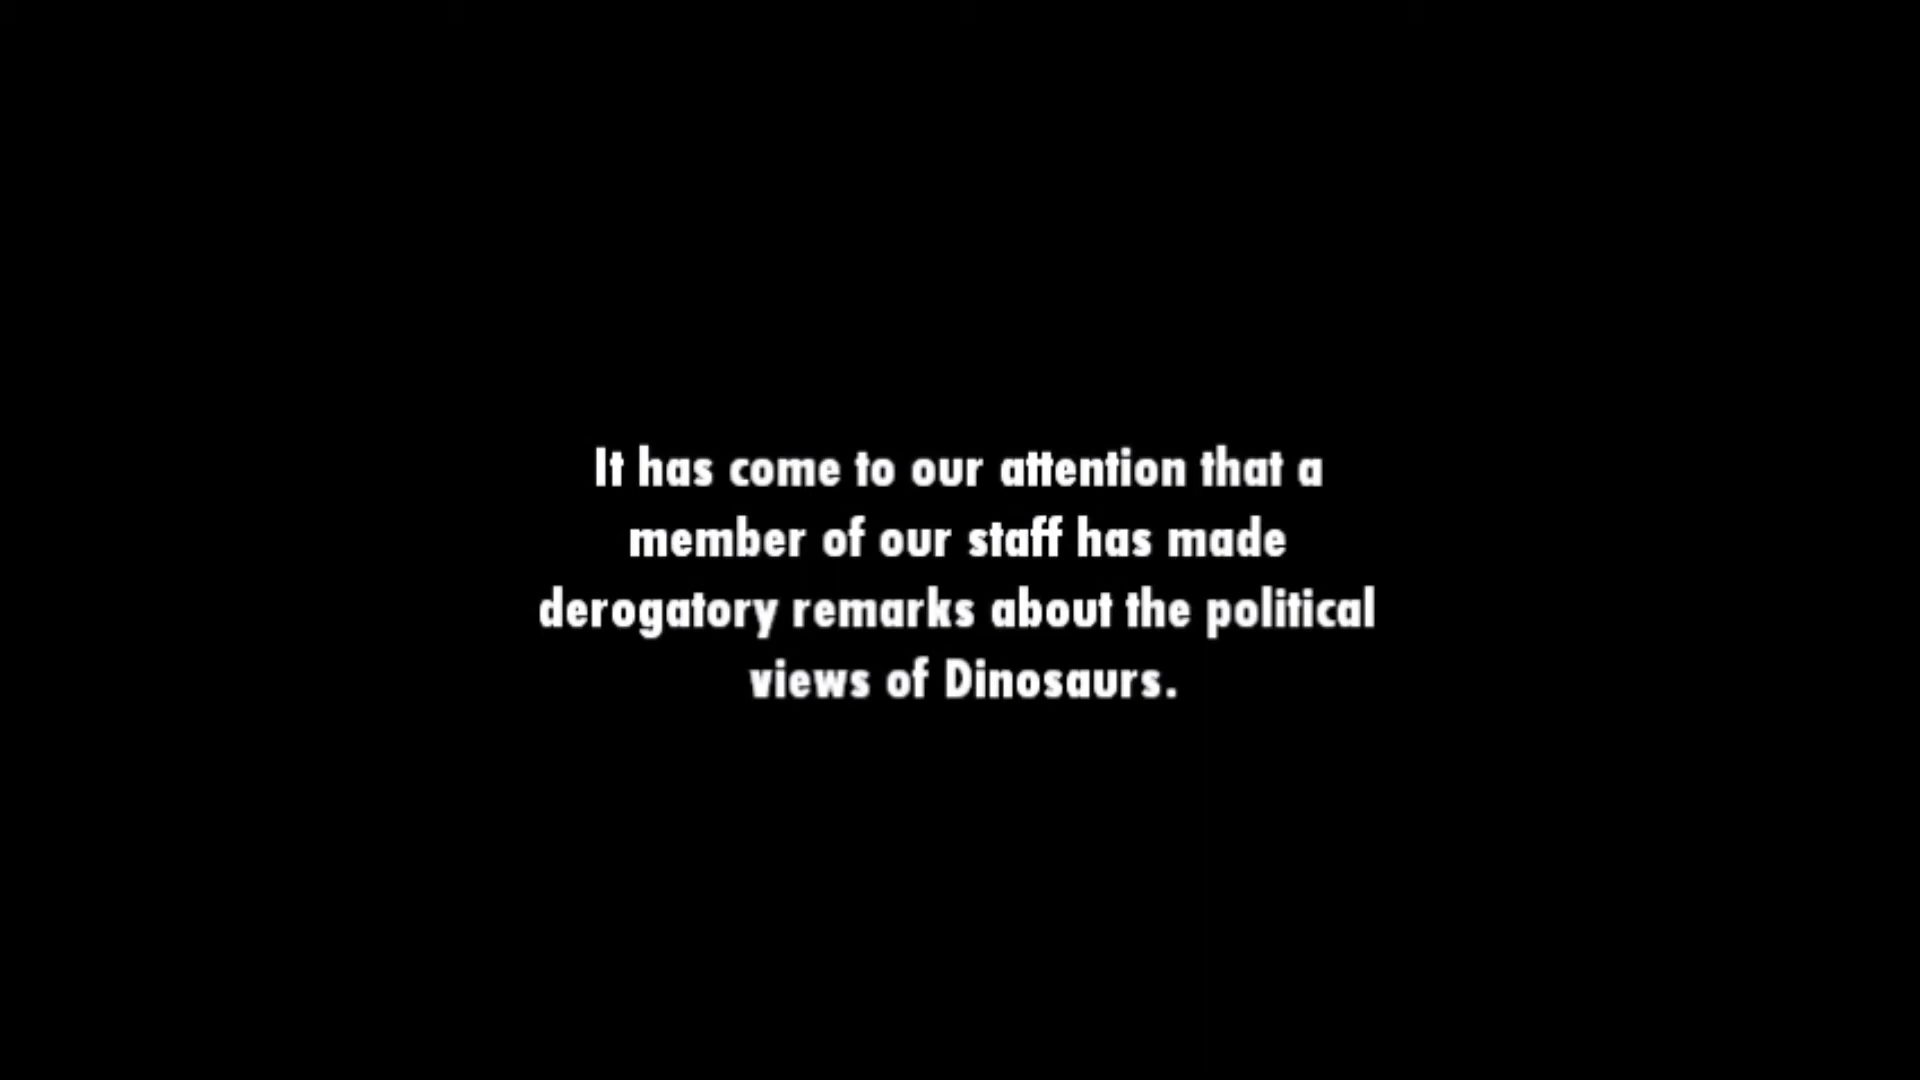 It has come to our attention that a
member of our staff has made
derogatory remarks about the political
views of Dinosaurs.